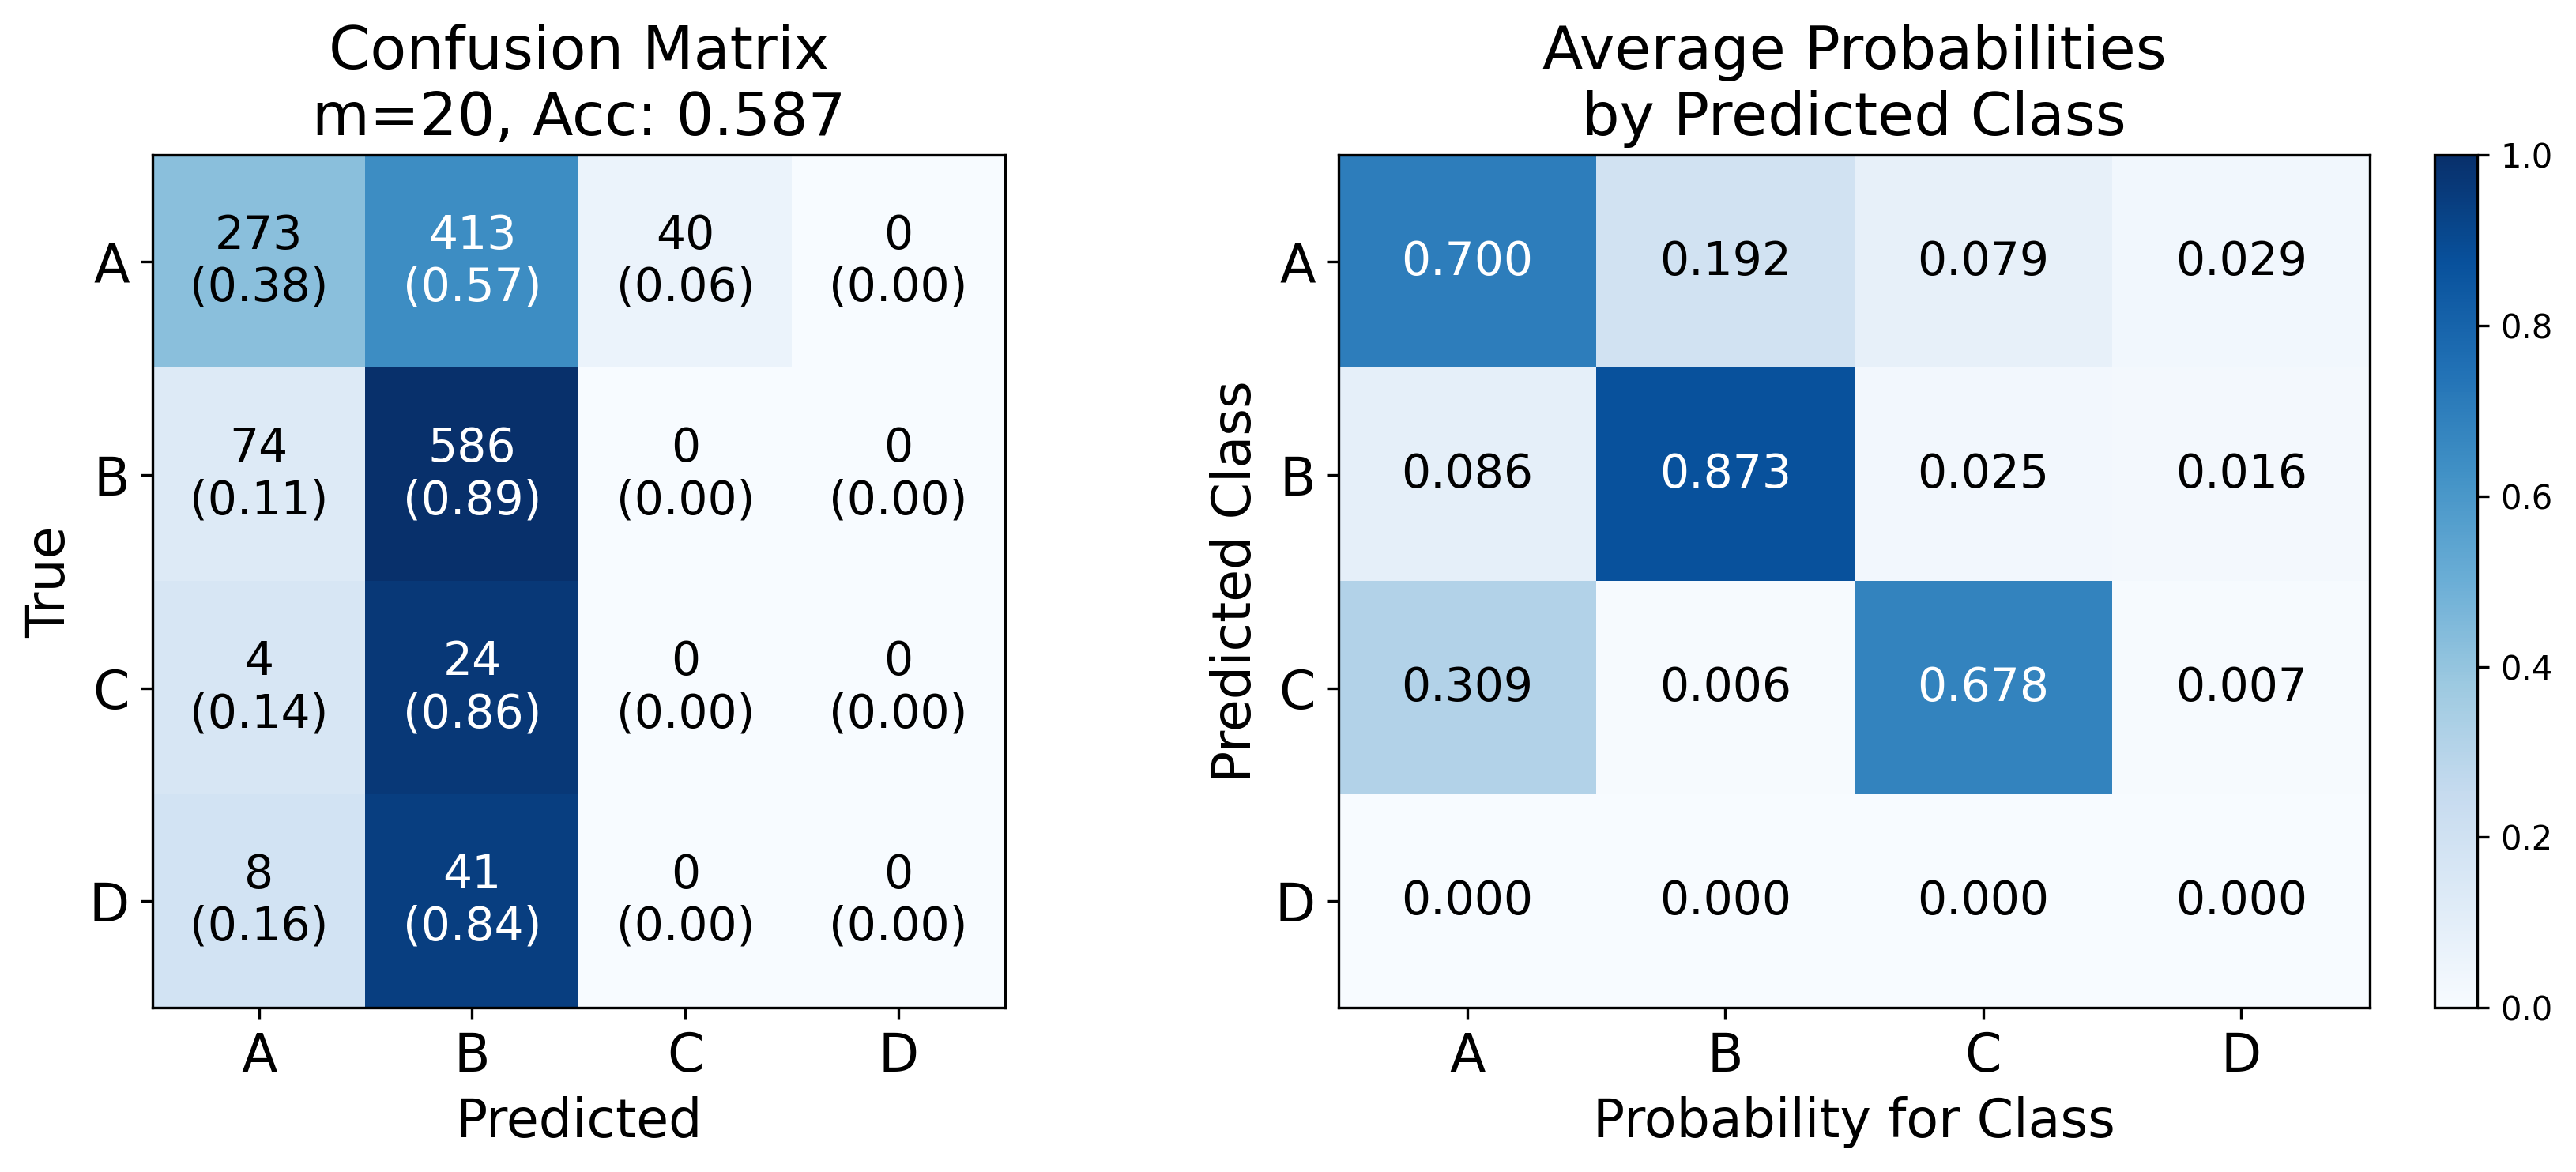 Confusion Matrix
m=20, Acc: 0.587
True
A
273
(0.38)
413
(0.57)
40
(0.06)
0
(0.00)
B
74
(0.11)
586
(0.89)
0
(0.00)
0
(0.00)
C
4
(0.14)
24
(0.86)
0
(0.00)
0
(0.00)
D
8
(0.16)
41
(0.84)
0
(0.00)
0
(0.00)
A B C D
Predicted
Average Probabilities
by Predicted Class
Predicted Class
A 0.700 0.192 0.079 0.029
B 0.086 0.873 0.025 0.016
C 0.309 0.006 0.678 0.007
D 0.000 0.000 0.000 0.000
A B C D
Probability for Class
1.0
0.8
0.6
0.4
0.2
0.0